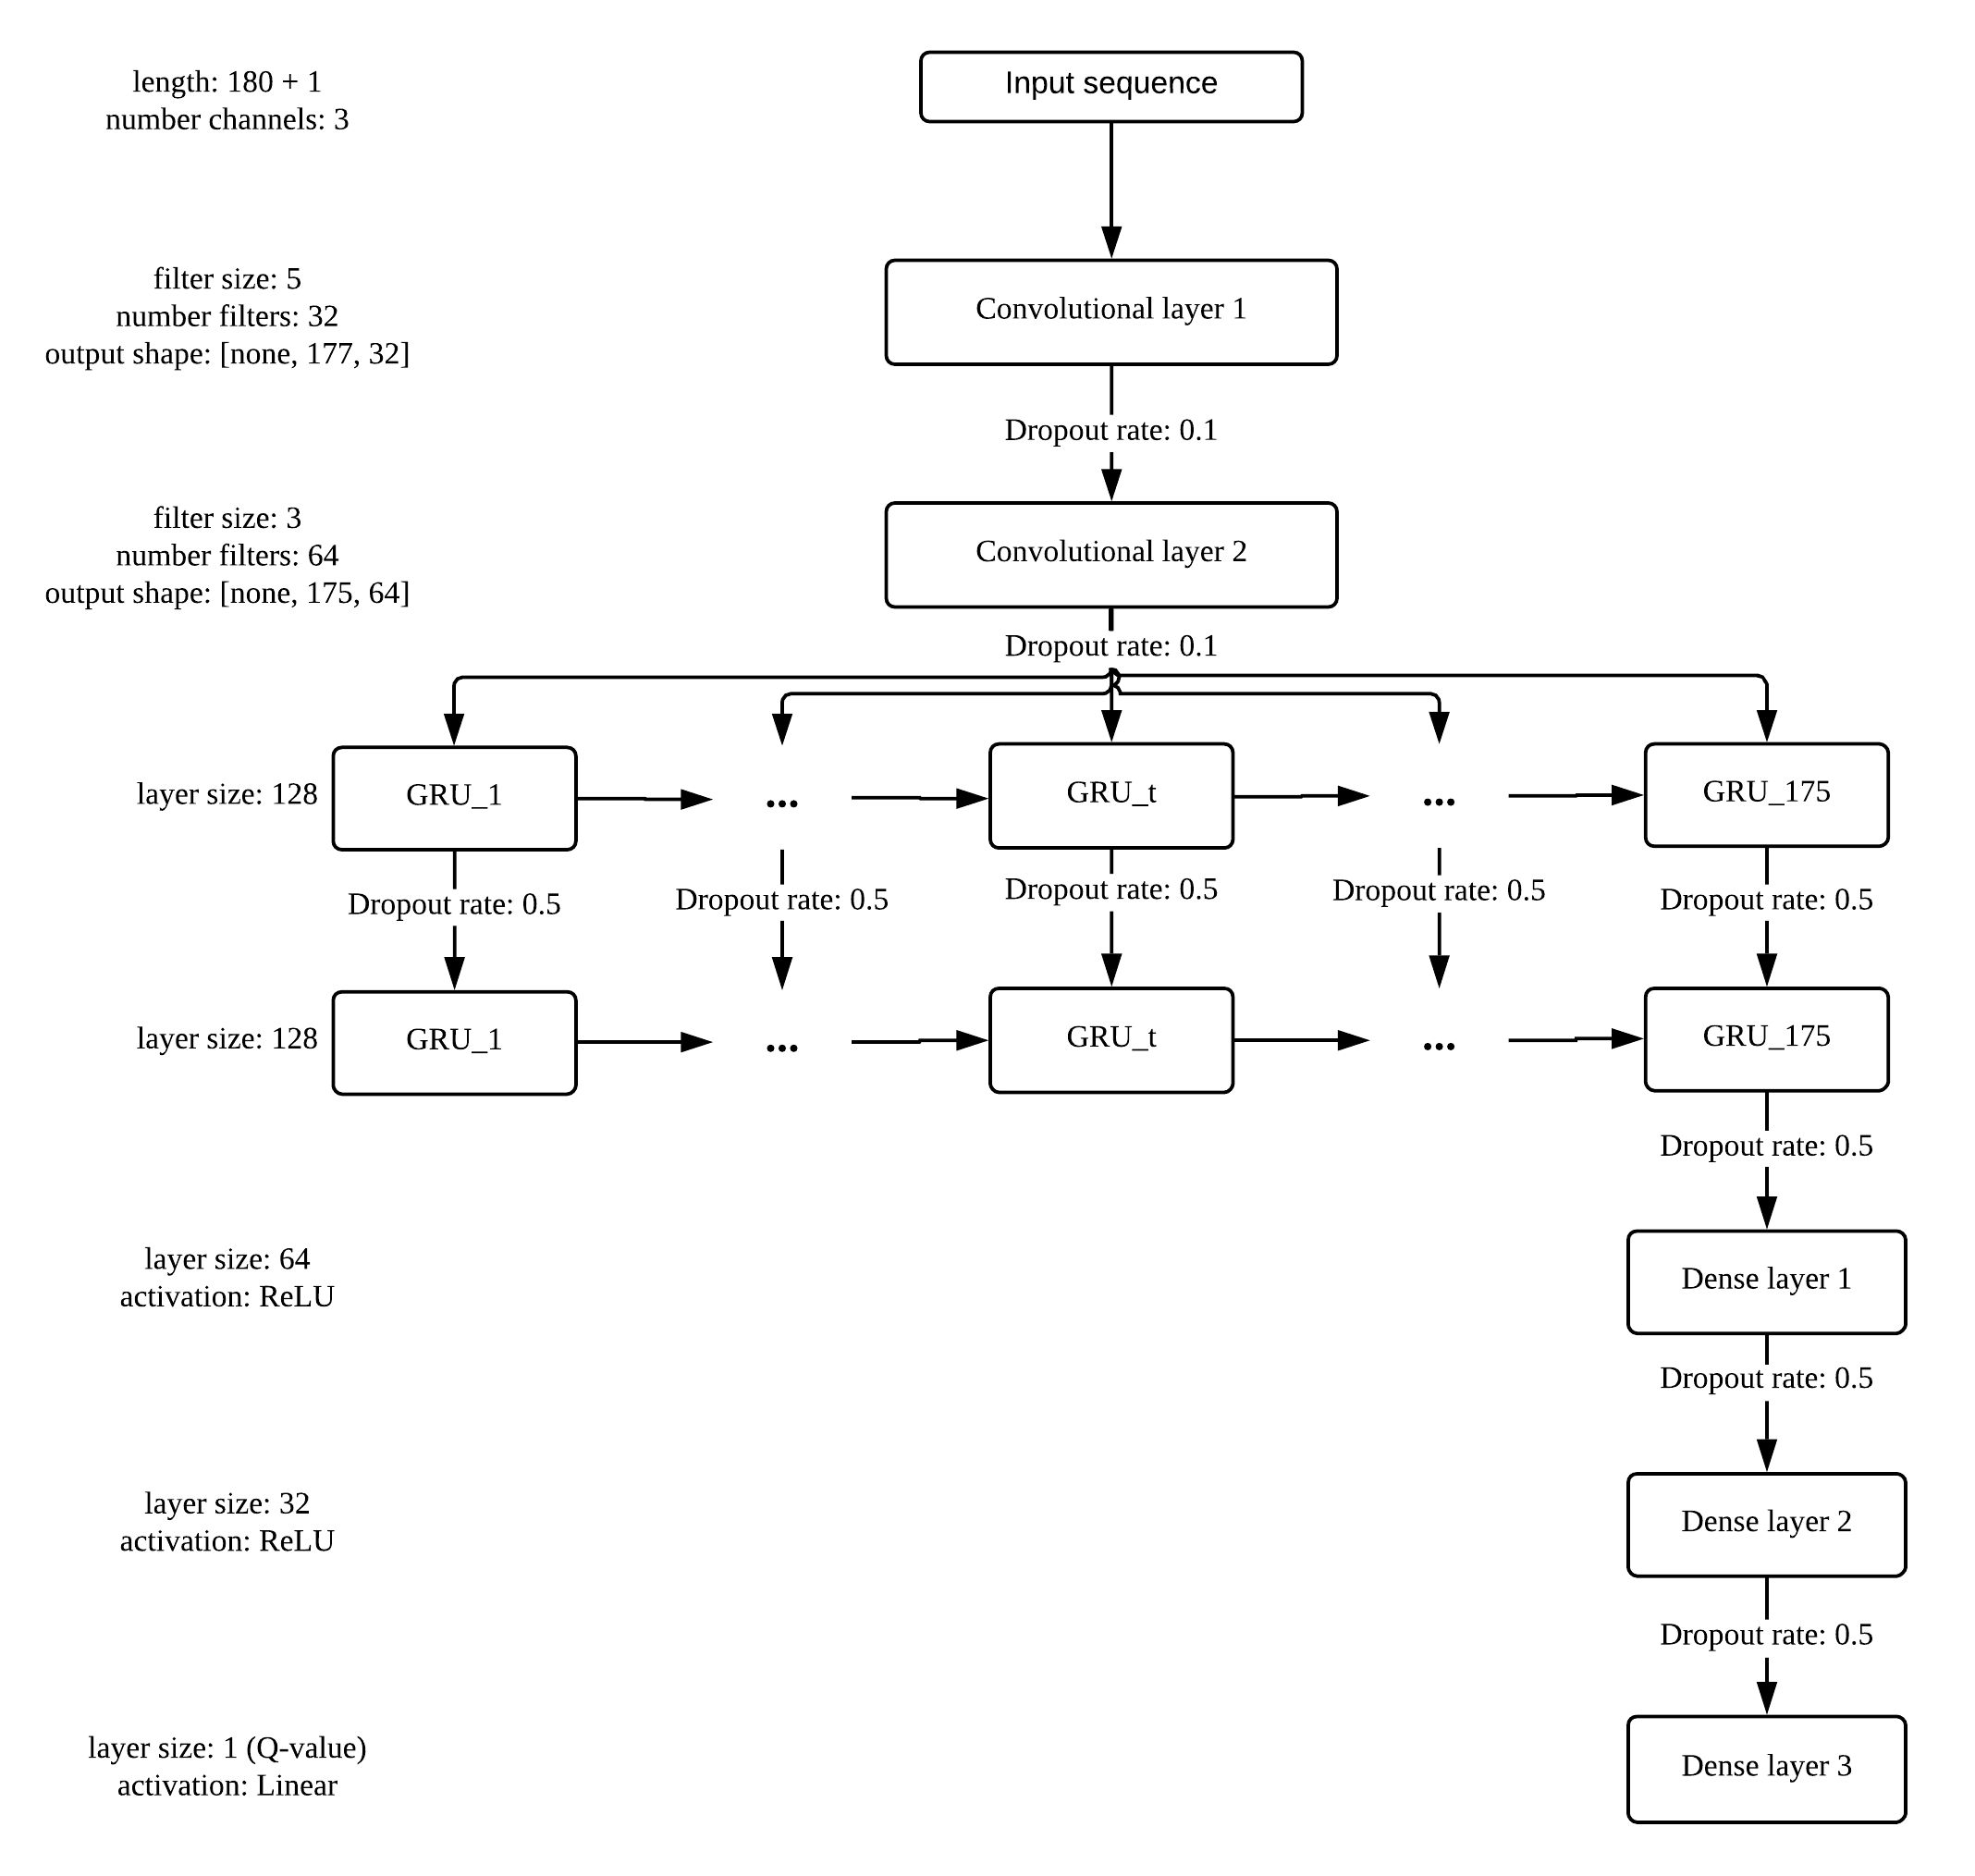 length: 180 + 1
number channels: 3
Input sequence
filter size: 5
number filters: 32
output shape: [none, 177, 32]
Convolutional layer 1
Dropout rate: 0.1
filter size: 3
number filters: 64
output shape: [none, 175, 64]
Convolutional layer 2
Dropout rate: 0.1
layer size: 128
GRU_1
...
GRU_t
...
GRU_175
Dropout rate: 0.5
Dropout rate: 0.5
Dropout rate: 0.5
Dropout rate: 0.5
Dropout rate: 0.5
layer size: 128
GRU_1
...
GRU_t
...
GRU_175
Dropout rate: 0.5
layer size: 64
activation: ReLU
Dense layer 1
Dropout rate: 0.5
layer size: 32
activation: ReLU
Dense layer 2
Dropout rate: 0.5
layer size: 1 (Q-value)
activation: Linear
Dense layer 3